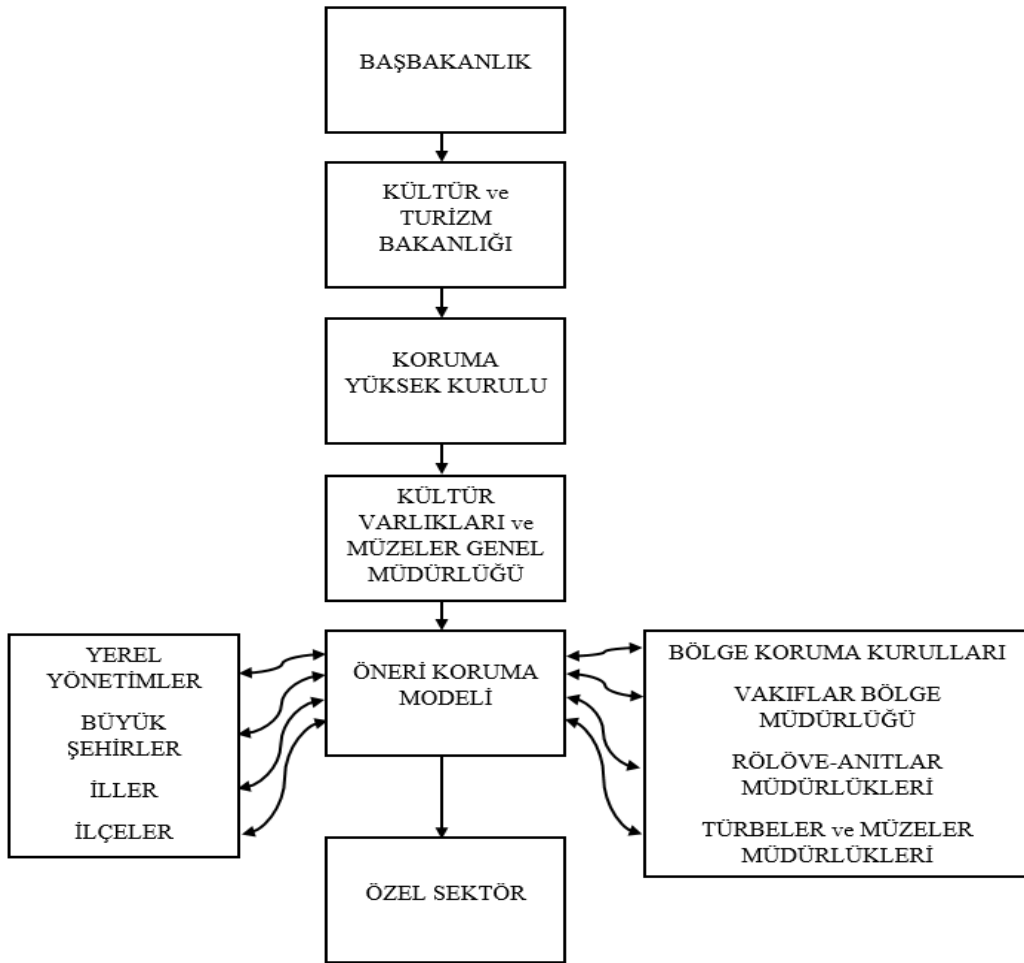 BAŞBAKANLIK
KÜLTÜR ve
TURİZM
BAKANLIĞI
KORUMA
YÜKSEK KURULU
KÜLTÜR
VARLIKLARI ve
MÜZELER GENEL
MÜDÜRLÜĞÜ
YEREL
YÖNETİMLER
BÜYÜK
ŞEHİRLER
İLLER
İLÇELER
ÖNERİ KORUMA
MODELİ
BÖLGE KORUMA KURULLARI
VAKIFLAR BÖLGE
MÜDÜRLÜĞÜ
RÖLÖVE-ANITLAR
MÜDÜRLÜKLERİ
TÜRBELER ve MÜZELER
MÜDÜRLÜKLERİ
ÖZEL SEKTÖR